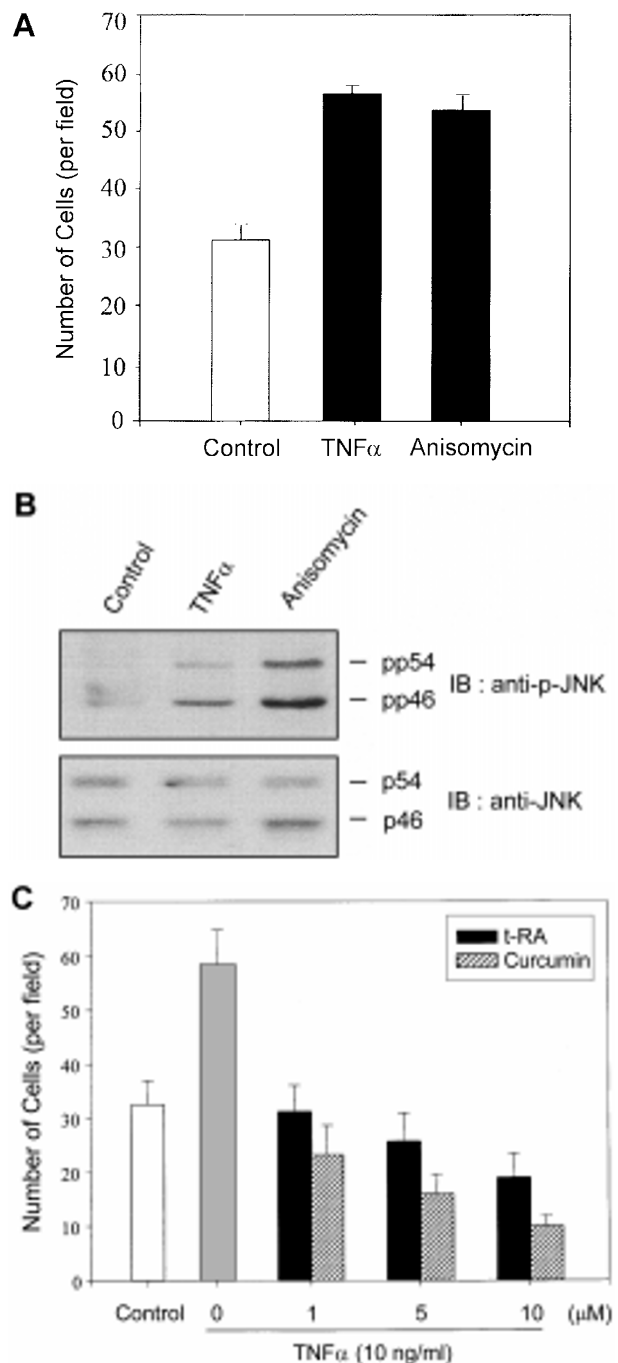 A
70
60
50
40
30
20
10
0
Number of Cells (per field)
Control TNFα Anisomycin
B
Control TNFα Anisomycin
pp54
pp46
IB : anti-p-JNK
p54
p46
IB : anti-JNK
C
70
60
50
40
30
20
10
0
Number of Cells (per field)
t-RA
Curcumin
Control 0 1 5 10 (μM)
TNFα (10 ng/ml)